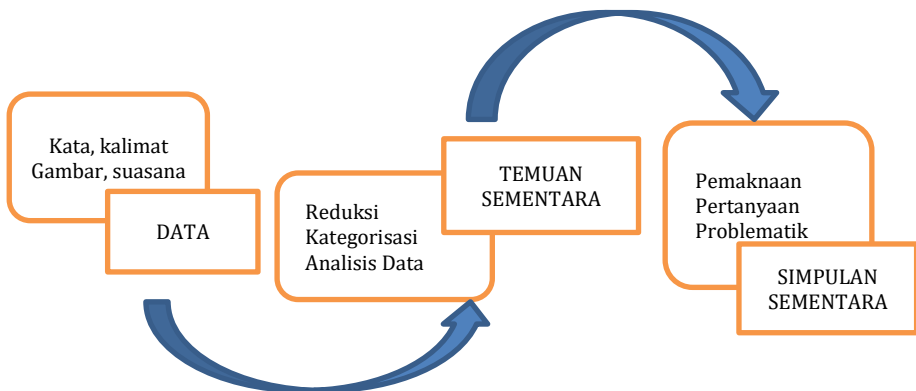 Kata, kalimat
Gambar, suasana
DATA
Reduksi
Kategorisasi
Analisis Data
TEMUAN
SEMENTARA
Pemaknaan
Pertanyaan
Problematik
SIMPULAN
SEMENTARA